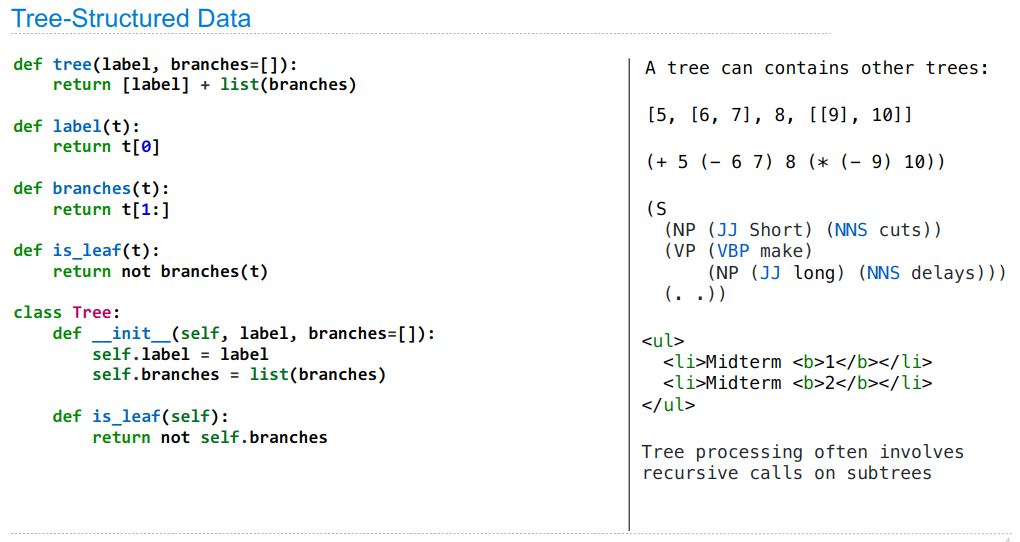 Tree-Structured Data
def tree(label, branches=[]):
    return [label] + list(branches)
def label(t):
    return t[0]
def branches(t):
    return t[1:]
def is_leaf(t):
    return not branches(t)
class Tree:
    def __init__(self, label, branches=[]):
        self.label = label
        self.branches = list(branches)
    def is_leaf(self):
        return not self.branches
A tree can contains other trees:
[5, [6, 7], 8, [[9], 10]]
(+ 5 (− 6 7) 8 (* (− 9) 10))
(S
  (NP (JJ Short) (NNS cuts))
  (VP (VBP make)
      (NP (JJ long) (NNS delays)))
  (. .))
<ul>
  <li>Midterm <b>1</b></li>
  <li>Midterm <b>2</b></li>
</ul>
Tree processing often involves
recursive calls on subtrees